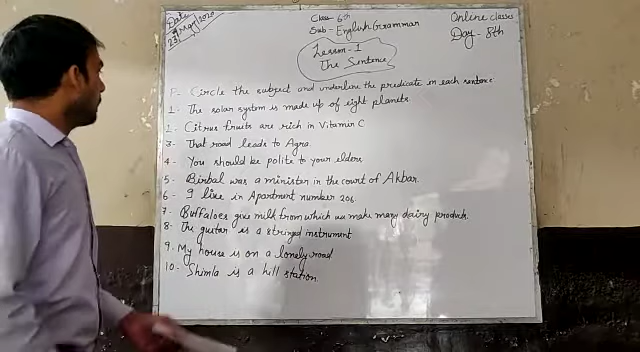 Date
23 May/2020
Class 6th
Sub - English Grammar
Online classes
Day - 8th
Lesson - 1
The Sentence
F. Circle the subject and underline the predicate in each sentence
1. The solar system is made up of eight planets
2. Citrus fruits are rich in Vitamin C
3. That road leads to Agra.
4. You should be polite to your elders
5. Birbal was a minister in the court of Akbar.
6 - I live in Apartment number 206.
7. Buffaloes give milk from which we make many dairy products.
8 - The guitar is a stringed instrument
9. My house is on a lonely road
10 - Shimla is a hill station.